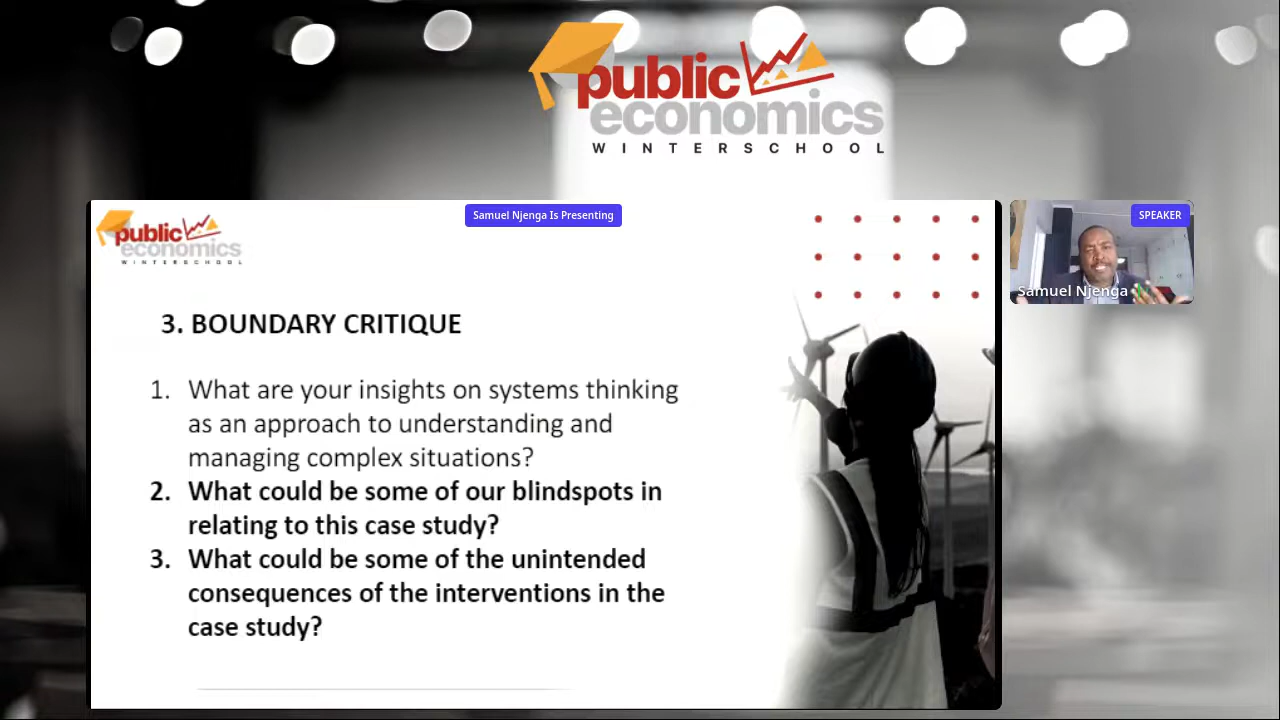 public
economics
WINTERSCHOOL
Samuel Njenga Is Presenting
SPEAKER
Samuel Njenga
public
economics
WINTERSCHOOL
3. BOUNDARY CRITIQUE
1. What are your insights on systems thinking
as an approach to understanding and
managing complex situations?
2. What could be some of our blindspots in
relating to this case study?
3. What could be some of the unintended
consequences of the interventions in the
case study?